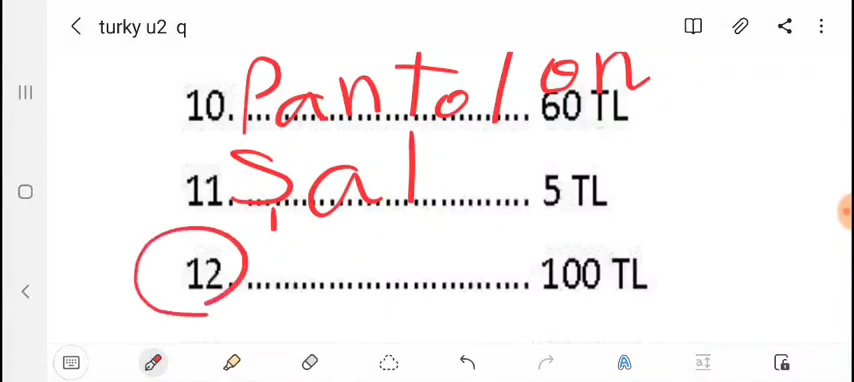 turky u2 q
10. Pantolon 60 TL
11. Şal 5 TL
12. .............................. 100 TL